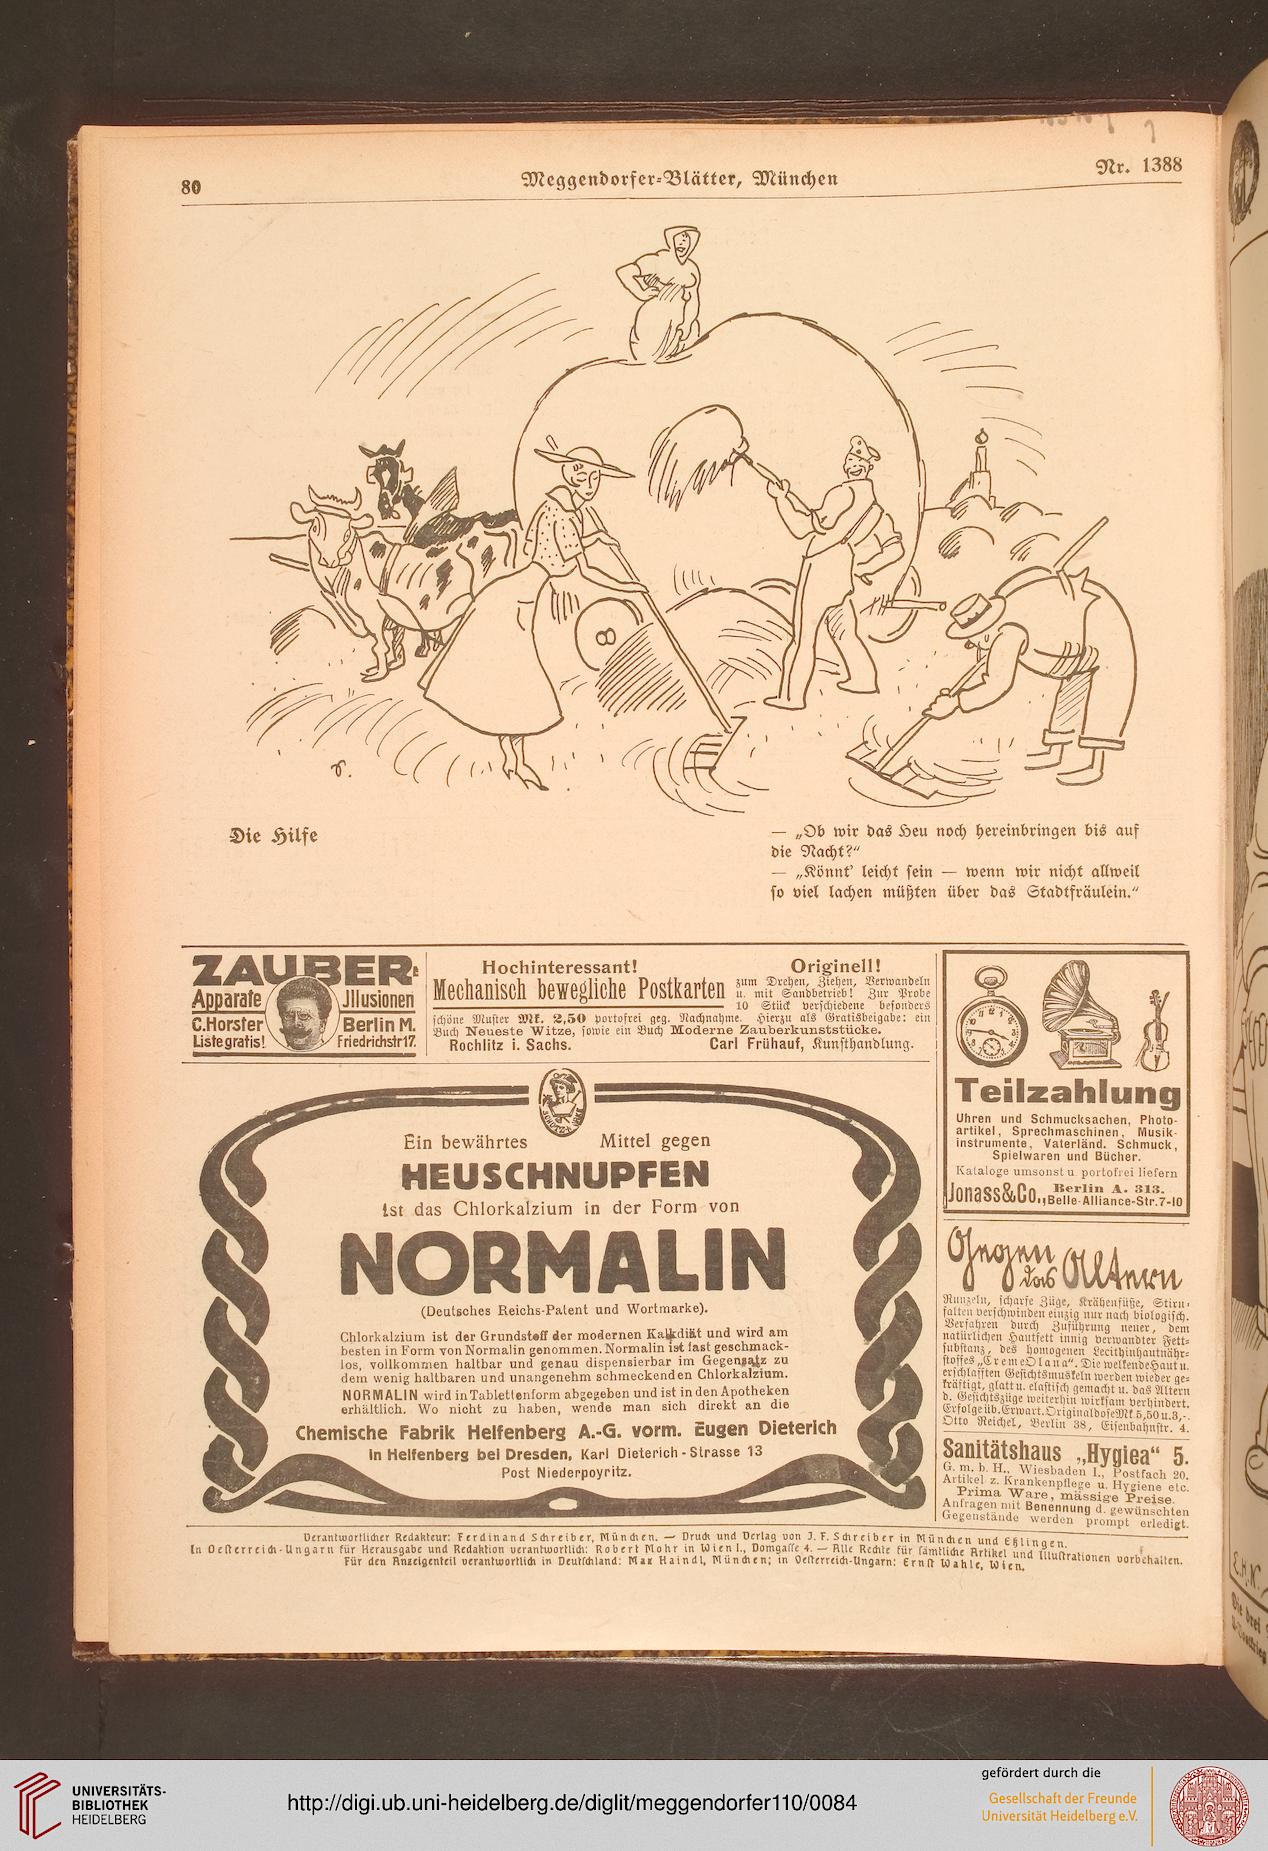 80
Meggendorfer-Blätter, München
Nr. 1388
Die Hilfe
— „Ob wir das Heu noch hereinbringen bis auf
die Nacht?“
— „Könnt' leicht sein — wenn wir nicht allweil
so viel lachen müßten über das Stadtfräulein.“
ZAUBER-
Apparate Jllusionen
C.Horster Berlin M.
Liste gratis! Friedrichstr17.
Hochinteressant! Originell!
Mechanisch bewegliche Postkarten
zum Drehen, Ziehen, Verwandeln
u. mit Sandbetrieb! Zur Probe
10 Stück verschiedene besonders
schöne Muster Mk. 2,50 portofrei geg. Nachnahme. Hierzu als Gratisbeigabe: ein
Buch Neueste Witze, sowie ein Buch Moderne Zauberkunststücke.
Rochlitz i. Sachs. Carl Frühauf, Kunsthandlung.
Teilzahlung
Uhren und Schmucksachen, Photo-
artikel, Sprechmaschinen, Musik-
instrumente, Vaterländ. Schmuck,
Spielwaren und Bücher.
Kataloge umsonst u. portofrei liefern
Jonass&Co., Berlin A. 313.
Belle-Alliance-Str.7-10
Ein bewährtes Mittel gegen
HEUSCHNUPFEN
ist das Chlorkalzium in der Form von
NORMALIN
(Deutsches Reichs-Patent und Wortmarke).
Chlorkalzium ist der Grundstoff der modernen Kalkdiät und wird am
besten in Form von Normalin genommen. Normalin ist fast geschmack-
los, vollkommen haltbar und genau dispensierbar im Gegensatz zu
dem wenig haltbaren und unangenehm schmeckenden Chlorkalzium.
NORMALIN wird in Tablettenform abgegeben und ist in den Apotheken
erhältlich. Wo nicht zu haben, wende man sich direkt an die
Chemische Fabrik Helfenberg A.-G. vorm. Eugen Dieterich
in Helfenberg bei Dresden, Karl Dieterich-Strasse 13
Post Niederpoyritz.
Gegen das Altern
Runzeln, scharfe Züge, Krähenfüße, Stirn-
falten verschwinden einzig nur nach biologisch.
Verfahren durch Zuführung neuer, dem
natürlichen Hautfett innig verwandter Fett-
substanz, des homogenen Lecithinhautnähr-
stoffes „Creme Olana“. Die welkende Haut u.
erschlafften Gesichtsmuskeln werden wieder ge-
kräftigt, glatt u. elastisch gemacht u. das Altern
d. Gesichtszüge weiterhin wirksam verhindert.
Erfolge üb. Erwart. Originaldose Mk. 5,50 u. 3,-.
Otto Reichel, Berlin 38, Eisenbahnstr. 4.
Sanitätshaus „Hygiea“ 5.
G. m. b. H., Wiesbaden I., Postfach 20.
Artikel z. Krankenpflege u. Hygiene etc.
Prima Ware, mässige Preise.
Anfragen mit Benennung d. gewünschten
Gegenstände werden prompt erledigt.
Verantwortlicher Redakteur: Ferdinand Schreiber, München. — Druck und Verlag von J. F. Schreiber in München und Eßlingen.
In Oesterreich-Ungarn für Herausgabe und Redaktion verantwortlich: Robert Mohr in Wien I., Domgasse 4. — Alle Rechte für sämtliche Artikel und Illustrationen vorbehalten.
Für den Anzeigenteil verantwortlich in Deutschland: Max Haindl, München; in Oesterreich-Ungarn: Ernst Wahle, Wien.
UNIVERSITÄTS-
BIBLIOTHEK
HEIDELBERG
http://digi.ub.uni-heidelberg.de/diglit/meggendorfer110/0084
gefördert durch die
Gesellschaft der Freunde
Universität Heidelberg e.V.